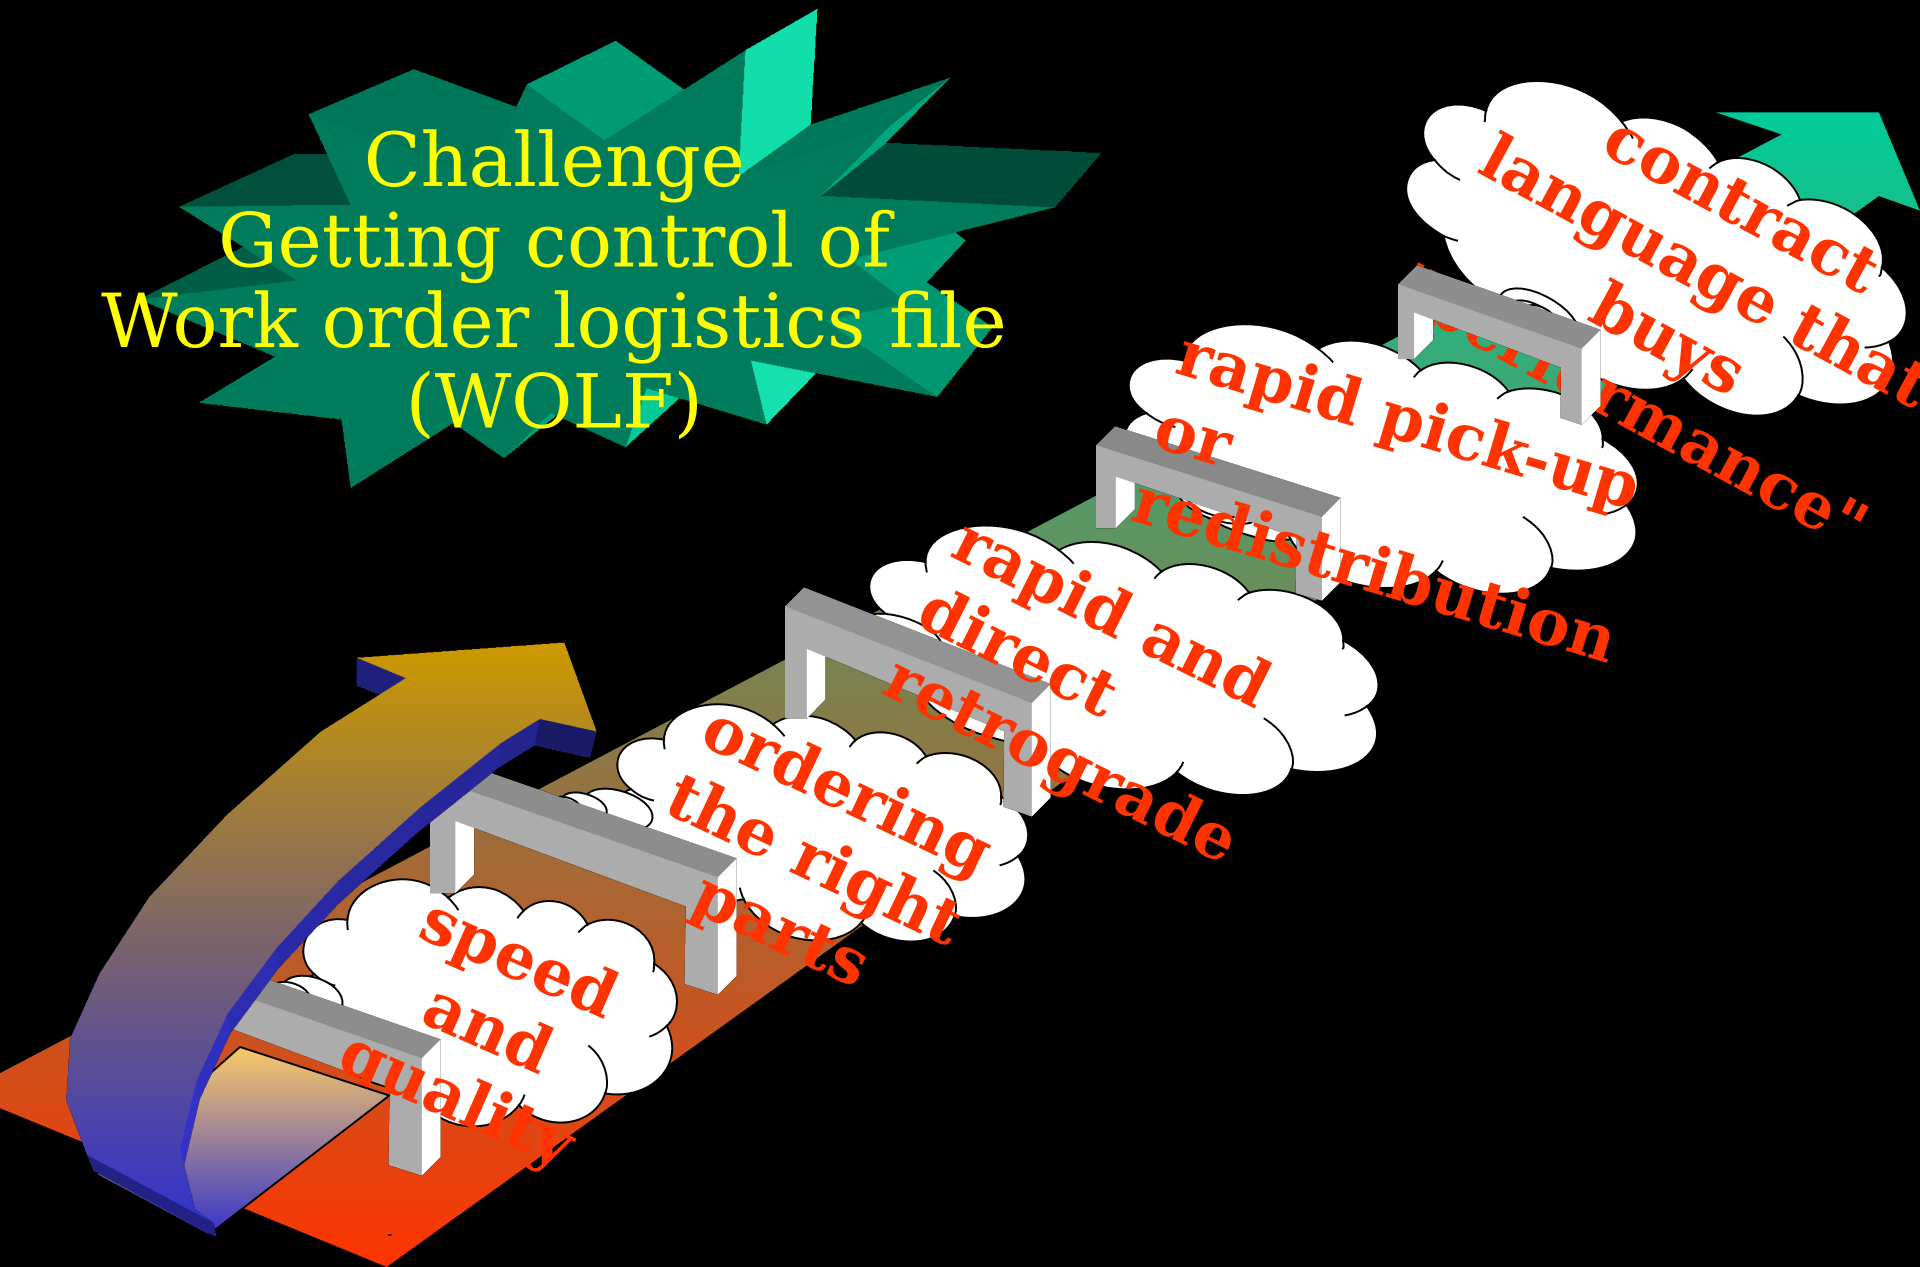 Challenge
Getting control of
Work order logistics file
(WOLF)
contract
language that
buys
"performance"
rapid pick-up
or
redistribution
rapid and
direct
retrograde
ordering
the right
parts
speed
and
quality